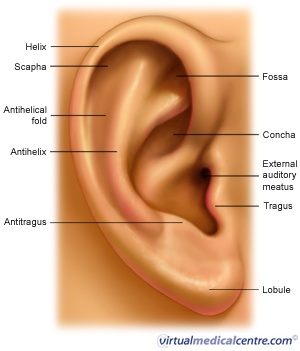 Helix
Scapha
Fossa
Antihelical
fold
Concha
Antihelix
External
auditory
meatus
Tragus
Antitragus
Lobule
virtualmedicalcentre.com©